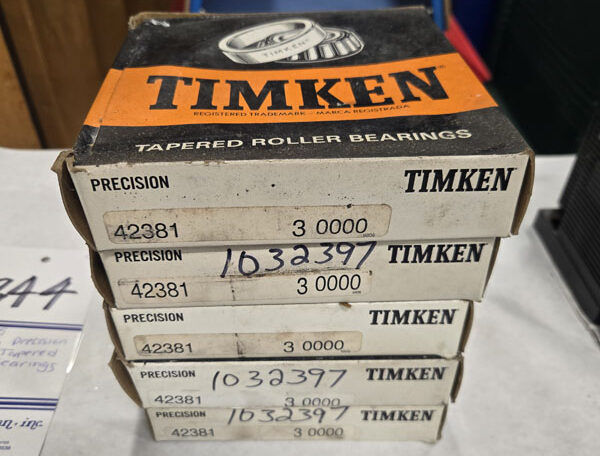 TIMKEN
TIMKEN
REGISTERED TRADEMARK - MARCA REGISTRADA
TAPERED ROLLER BEARINGS
PRECISION TIMKEN
42381 3 0000
PRECISION 1032397 TIMKEN
42381 3 0000
PRECISION TIMKEN
42381 3 0000
PRECISION 1032397 TIMKEN
42381 3 0000
PRECISION 1032397 TIMKEN
42381 3 0000
344
Precision
Tapered
earings
inc.